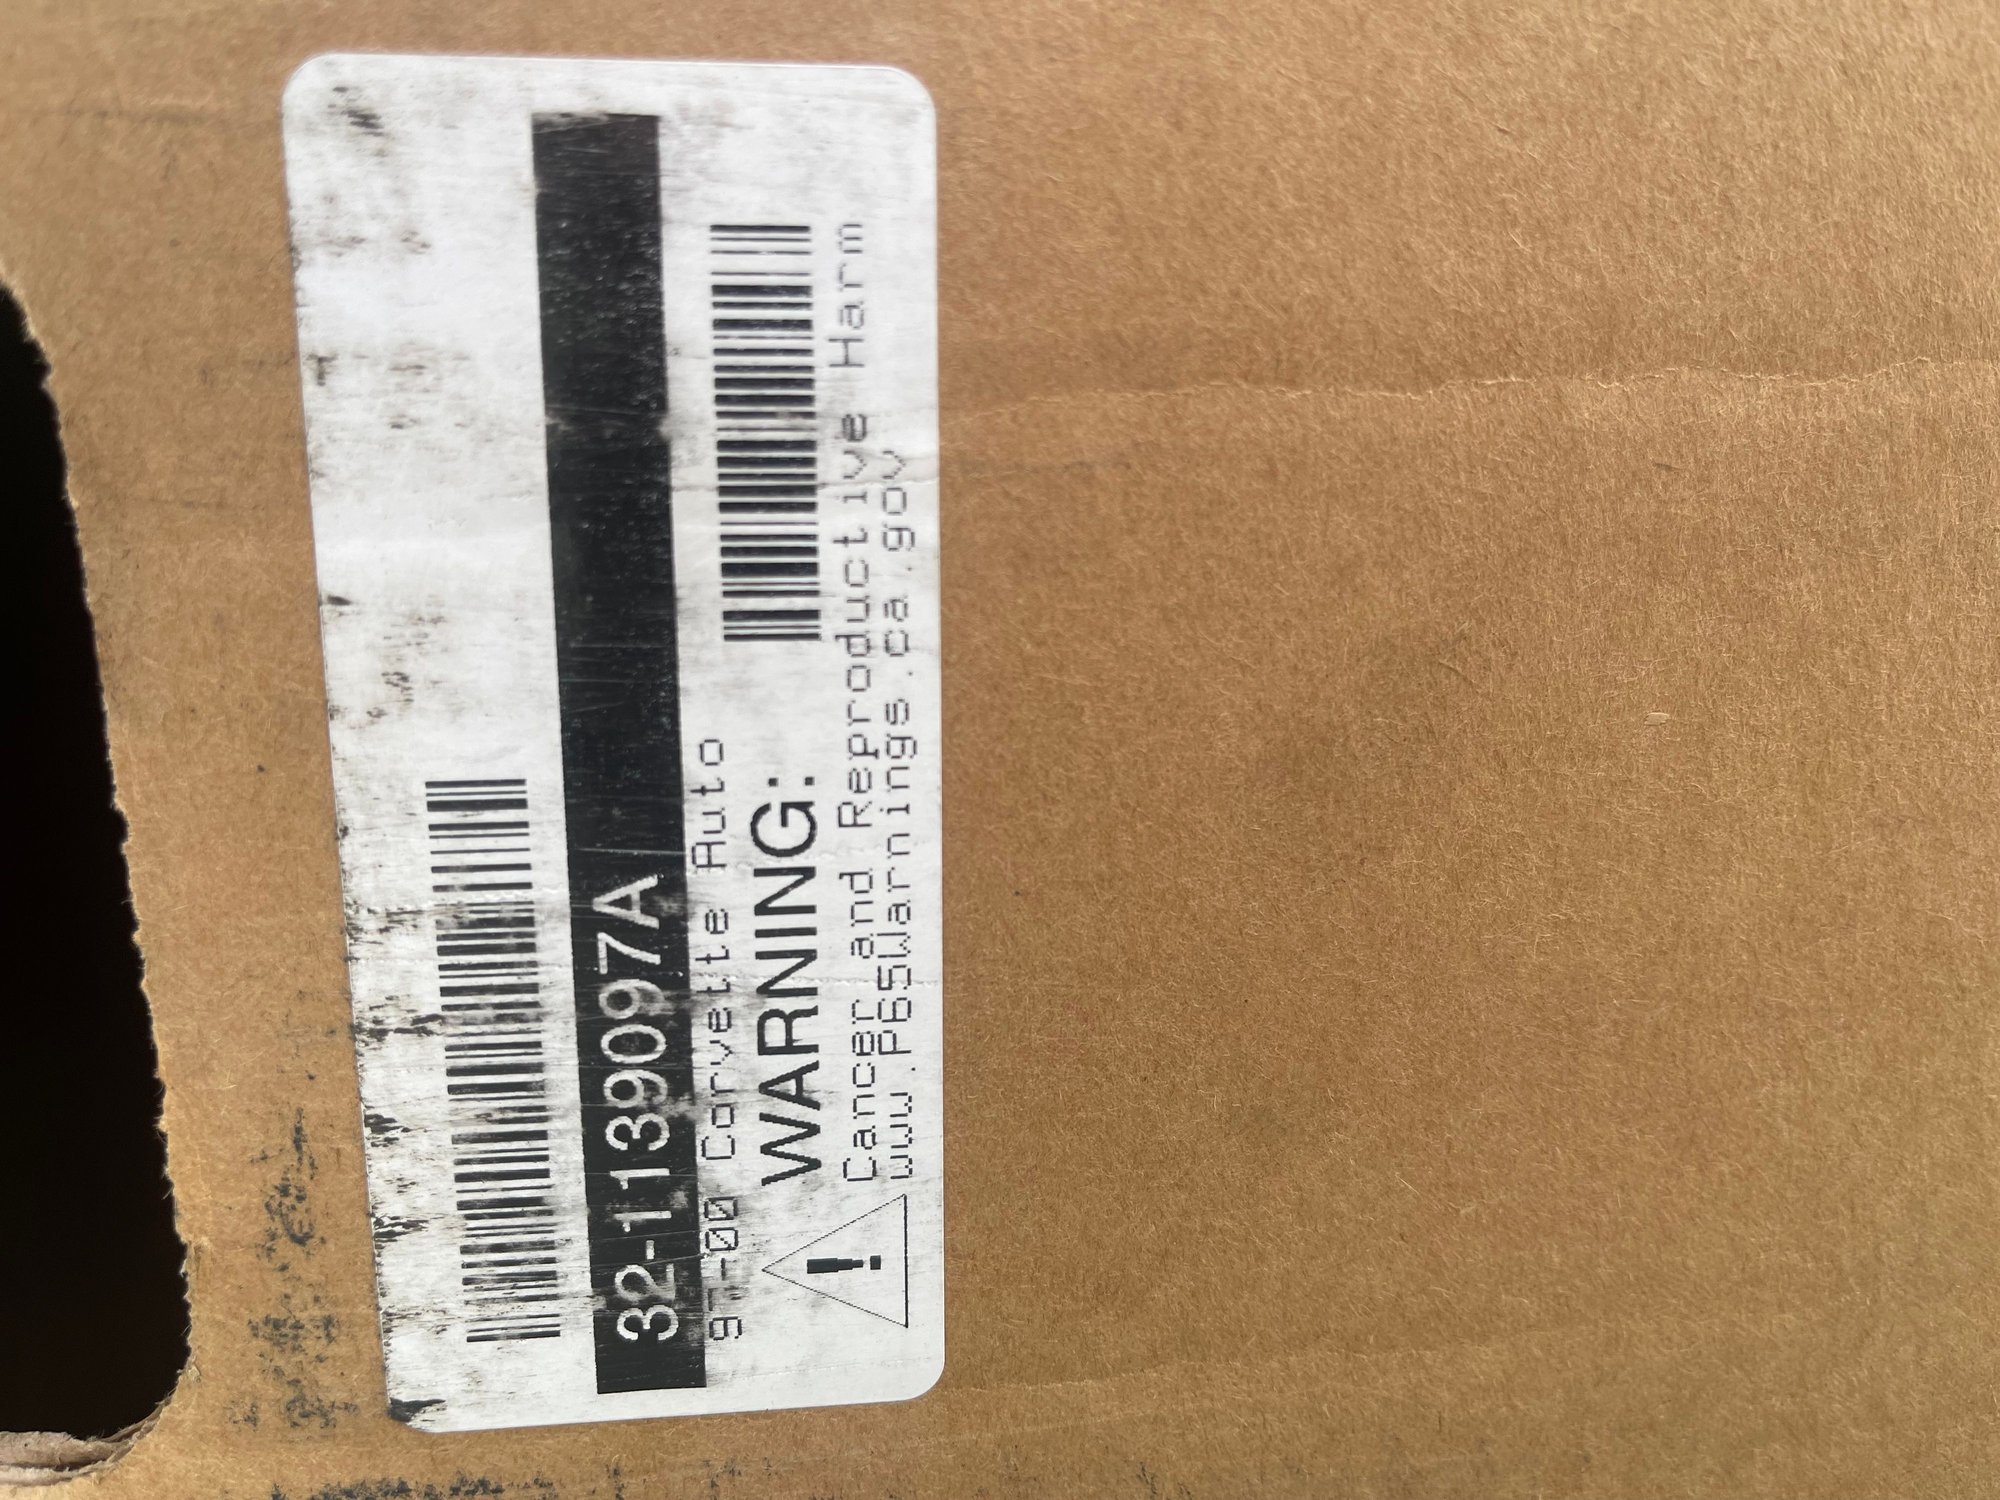 32-1139097A
97-00 Corvette Auto
WARNING:
Cancer and Reproductive Harm
www.P65Warnings.ca.gov